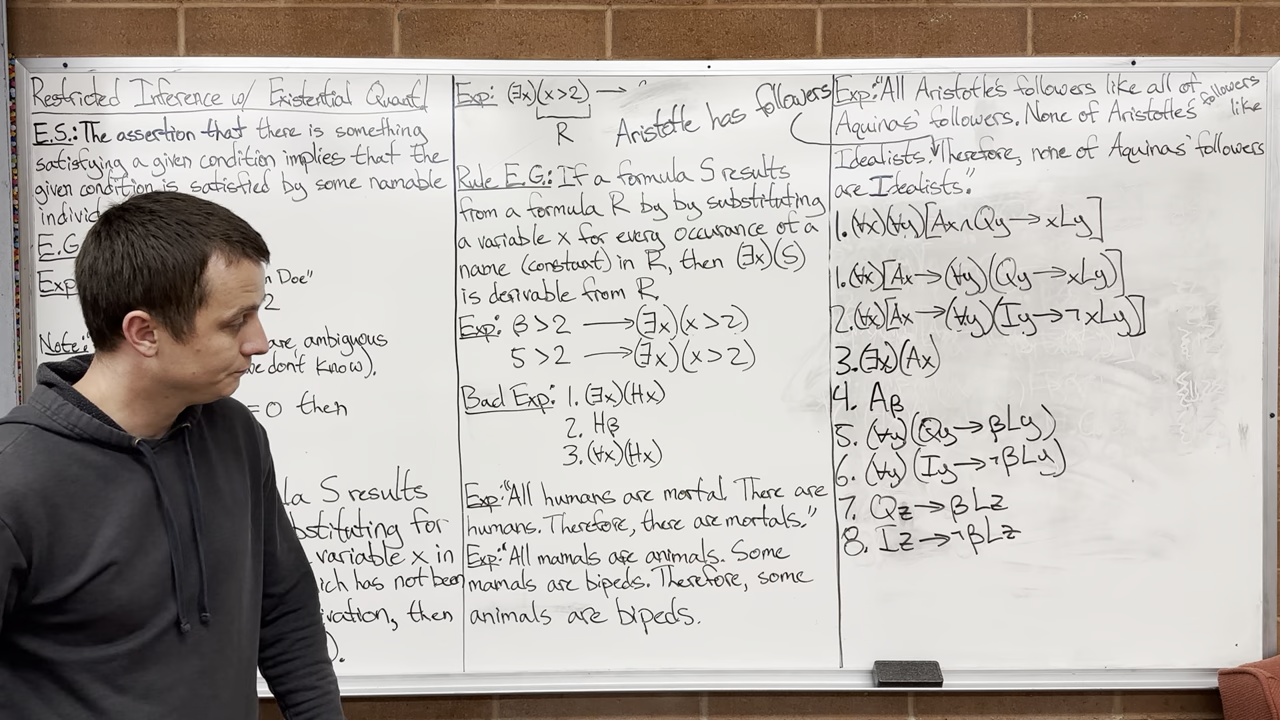 Restricted Inference w/ Existential Quant.
E.S.: The assertion that there is something
satisfying a given condition implies that the
given condition is satisfied by some namable
individ
E.G.
Exp
n Doe"
2
Note:
are ambiguous
we don't know).
=0 then
la S results
bstituting for
variable x in
ich has not been
ivation, then
).
Exp: (∃x)(x>2) →
R
Aristotle has followers
Rule E.G.: If a formula S results
from a formula R by by substituting
a variable x for every occurance of a
name (constant) in R, then (∃x)(S)
is derivable from R.
Exp: β>2 → (∃x)(x>2)
5>2 → (∃x)(x>2)
Bad Exp: 1. (∃x)(Hx)
2. Hβ
3. (∀x)(Hx)
Exp: "All humans are mortal. There are
humans. Therefore, there are mortals."
Exp: "All mamals are animals. Some
mamals are bipeds. Therefore, some
animals are bipeds.
Exp: "All Aristotle's followers like all of
Aquinas' followers. None of Aristotle's followers like
Idealists. Therefore, none of Aquinas' followers
are Idealists."
1. (∀x)(∀y)[Ax∧Qy → xLy]
1. (∀x)[Ax → (∀y)(Qy → xLy)]
2. (∀x)[Ax → (∀y)(Iy → ¬xLy)]
3. (∃x)(Ax)
4. Aβ
5. (∀y)(Qy → βLy)
6. (∀y)(Iy → ¬βLy)
7. Qz → βLz
8. Iz → ¬βLz